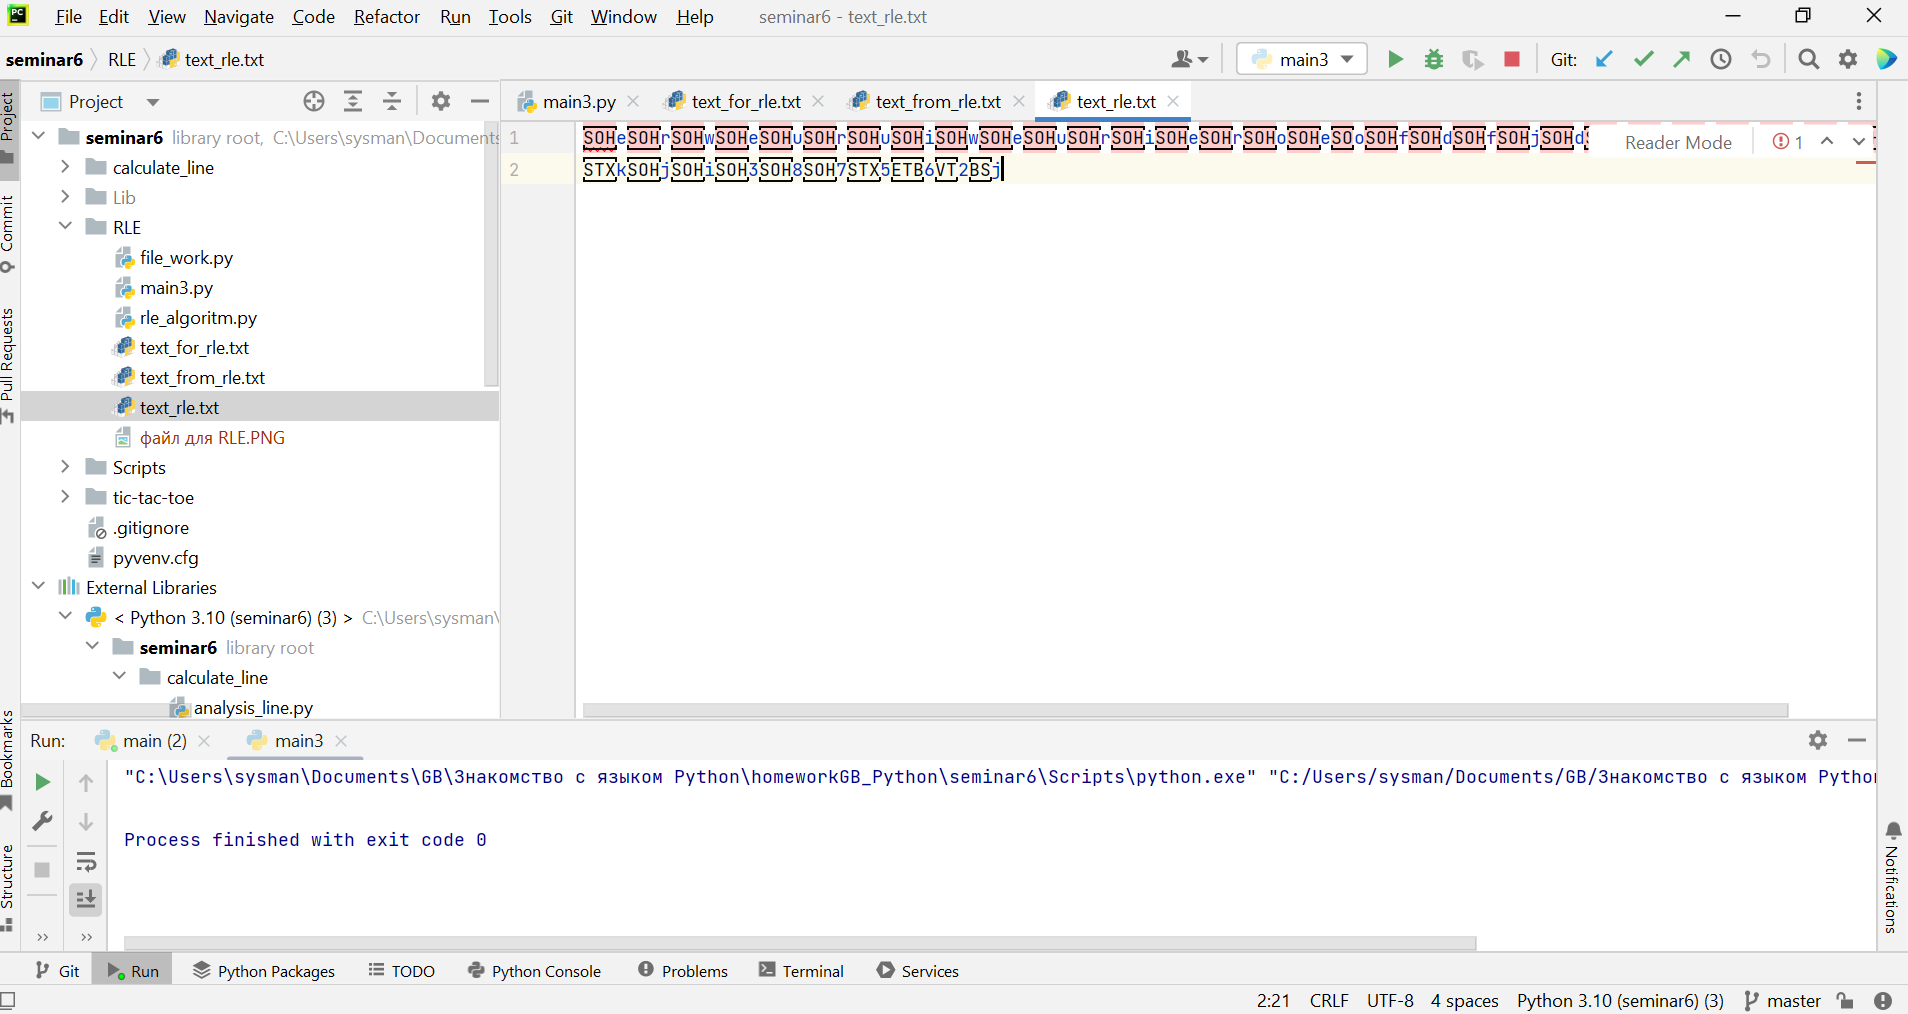 PC File Edit View Navigate Code Refactor Run Tools Git Window Help seminar6 - text_rle.txt
seminar6 RLE text_rle.txt main3 Git:
Project main3.py text_for_rle.txt text_from_rle.txt text_rle.txt
seminar6 library root, C:\Users\sysman\Documents
1 SOHeSOHrSOHwSOHeSOHuSOHrSOHuSOHiSOHwSOHeSOHuSOHrSOHiSOHeSOHrSOHoSOHeSOoSOHfSOHdSOHfSOHjSOHd
Reader Mode 1
calculate_line
2 STXkSOHjSOHiSOH3SOH8SOH7STX5ETB6VT2BSj
Lib
RLE
file_work.py
main3.py
rle_algoritm.py
text_for_rle.txt
text_from_rle.txt
text_rle.txt
файл для RLE.PNG
Scripts
tic-tac-toe
.gitignore
pyvenv.cfg
External Libraries
< Python 3.10 (seminar6) (3) > C:\Users\sysman\
seminar6 library root
calculate_line
analysis_line.py
Project
Commit
Pull Requests
Bookmarks
Structure
Notifications
Run: main (2) main3
"C:\Users\sysman\Documents\GB\Знакомство с языком Python\homeworkGB_Python\seminar6\Scripts\python.exe" "C:/Users/sysman/Documents/GB/Знакомство с языком Pytho
Process finished with exit code 0
Git Run Python Packages TODO Python Console Problems Terminal Services
2:21 CRLF UTF-8 4 spaces Python 3.10 (seminar6) (3) master